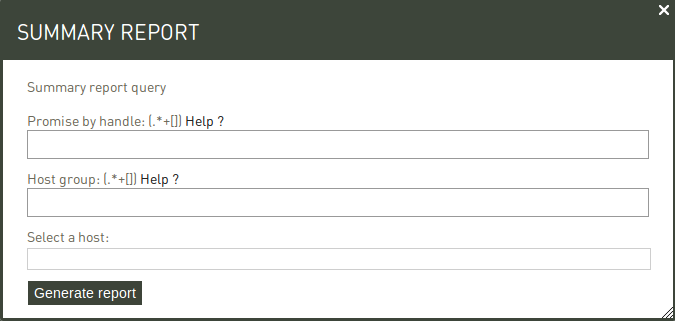 SUMMARY REPORT
Summary report query
Promise by handle: (.*+[]) Help ?
Host group: (.*+[]) Help ?
Select a host:
Generate report